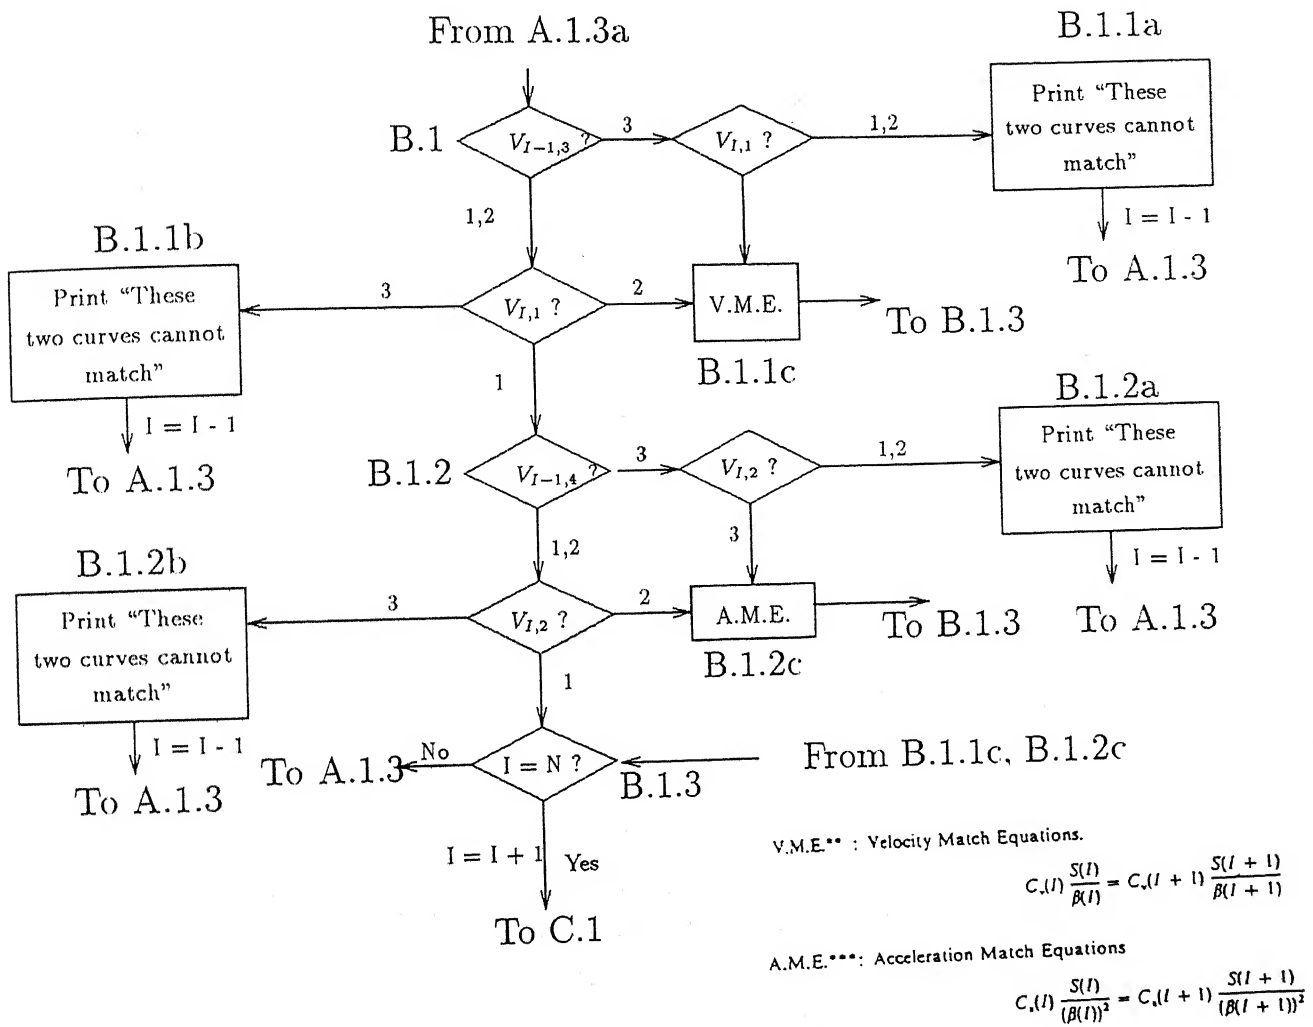 From A.1.3a
B.1.1a
B.1
V_{I-1,3} ?
3
V_{I,1} ?
1,2
Print “These
two curves cannot
match”
I = I - 1
To A.1.3
1,2
B.1.1b
Print “These
two curves cannot
match”
I = I - 1
To A.1.3
3
V_{I,1} ?
2
V.M.E.
B.1.1c
To B.1.3
1
B.1.2a
B.1.2
V_{I-1,4} ?
3
V_{I,2} ?
1,2
Print “These
two curves cannot
match”
I = I - 1
To A.1.3
1,2
3
B.1.2b
Print “These
two curves cannot
match”
I = I - 1
To A.1.3
3
V_{I,2} ?
2
A.M.E.
B.1.2c
To B.1.3
1
To A.1.3
No
I = N ?
B.1.3
From B.1.1c, B.1.2c
I = I + 1
Yes
To C.1
V.M.E.** : Velocity Match Equations.
C_v(I) S(I)/β(I) = C_v(I + 1) S(I + 1)/β(I + 1)
A.M.E.***: Acceleration Match Equations
C_a(I) S(I)/(β(I))² = C_a(I + 1) S(I + 1)/(β(I + 1))²